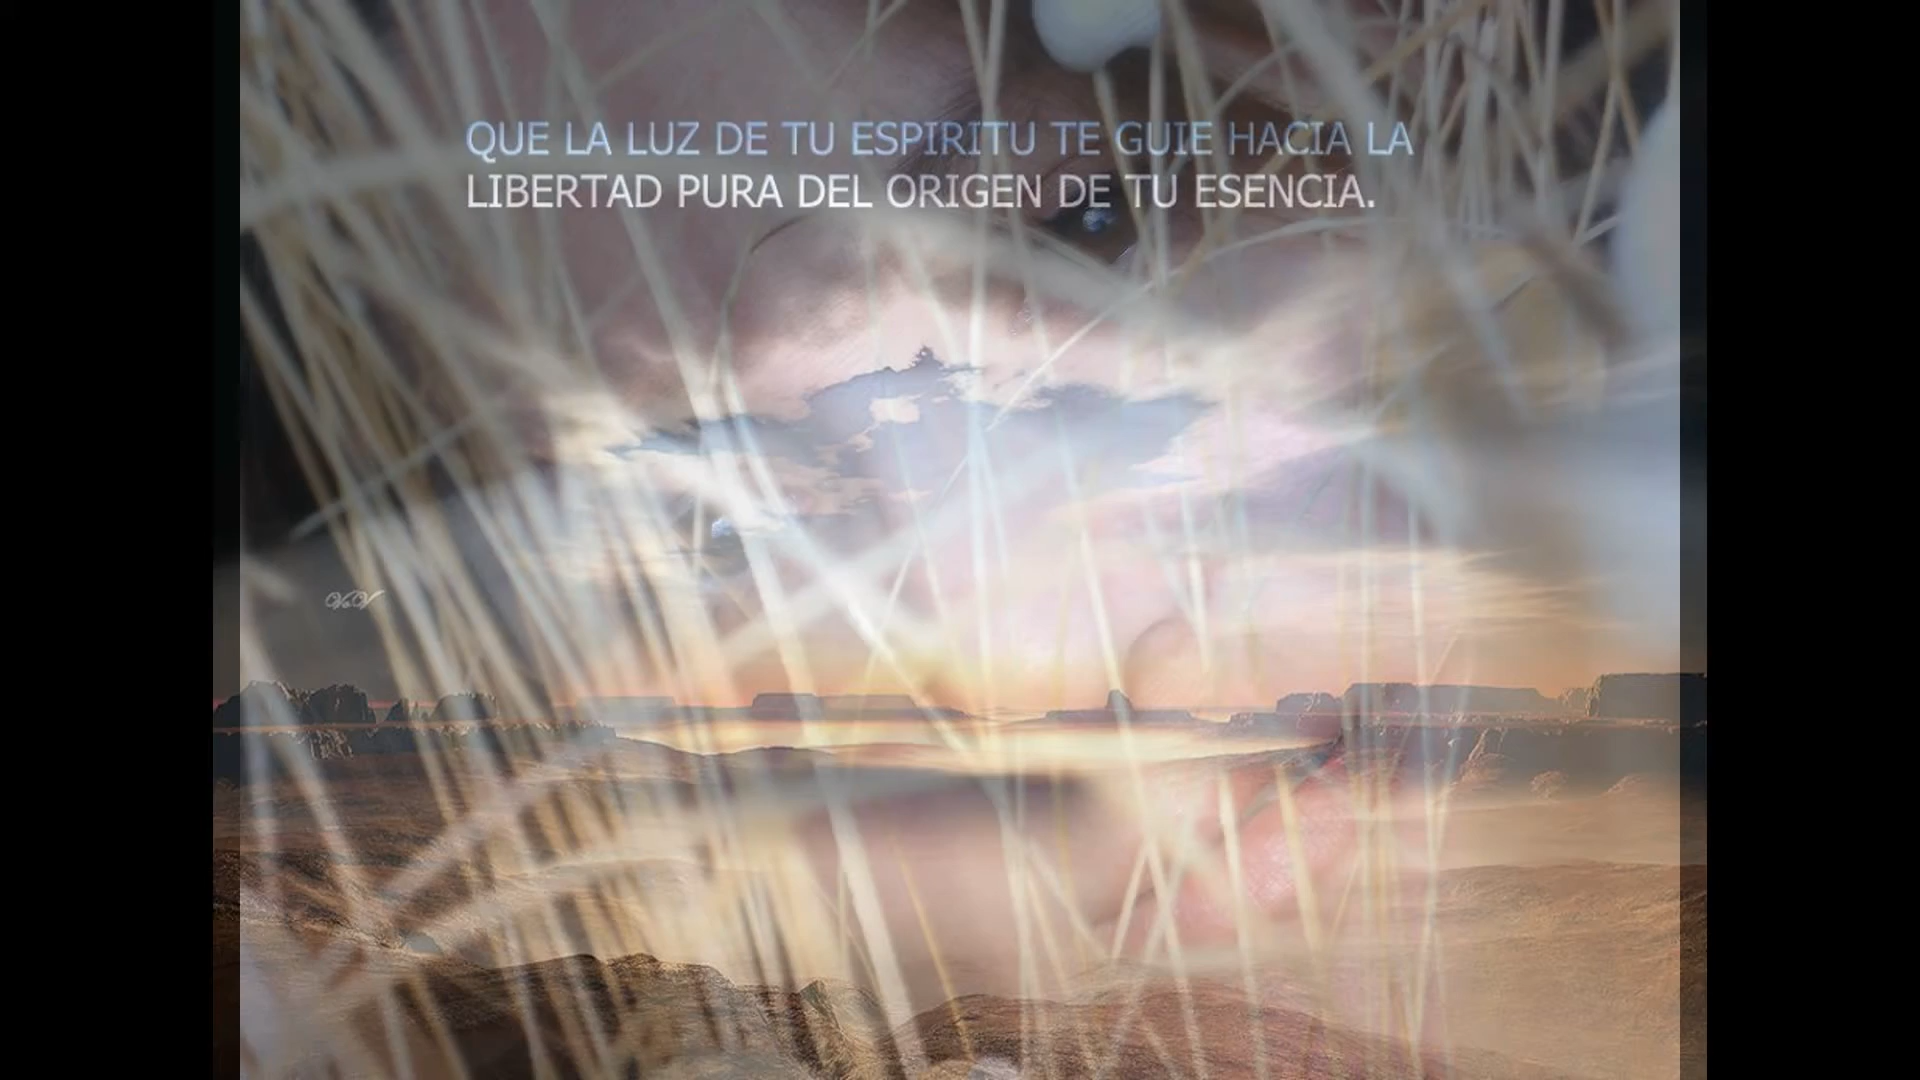 QUE LA LUZ DE TU ESPIRITU TE GUIE HACIA LA
LIBERTAD PURA DEL ORIGEN DE TU ESENCIA.